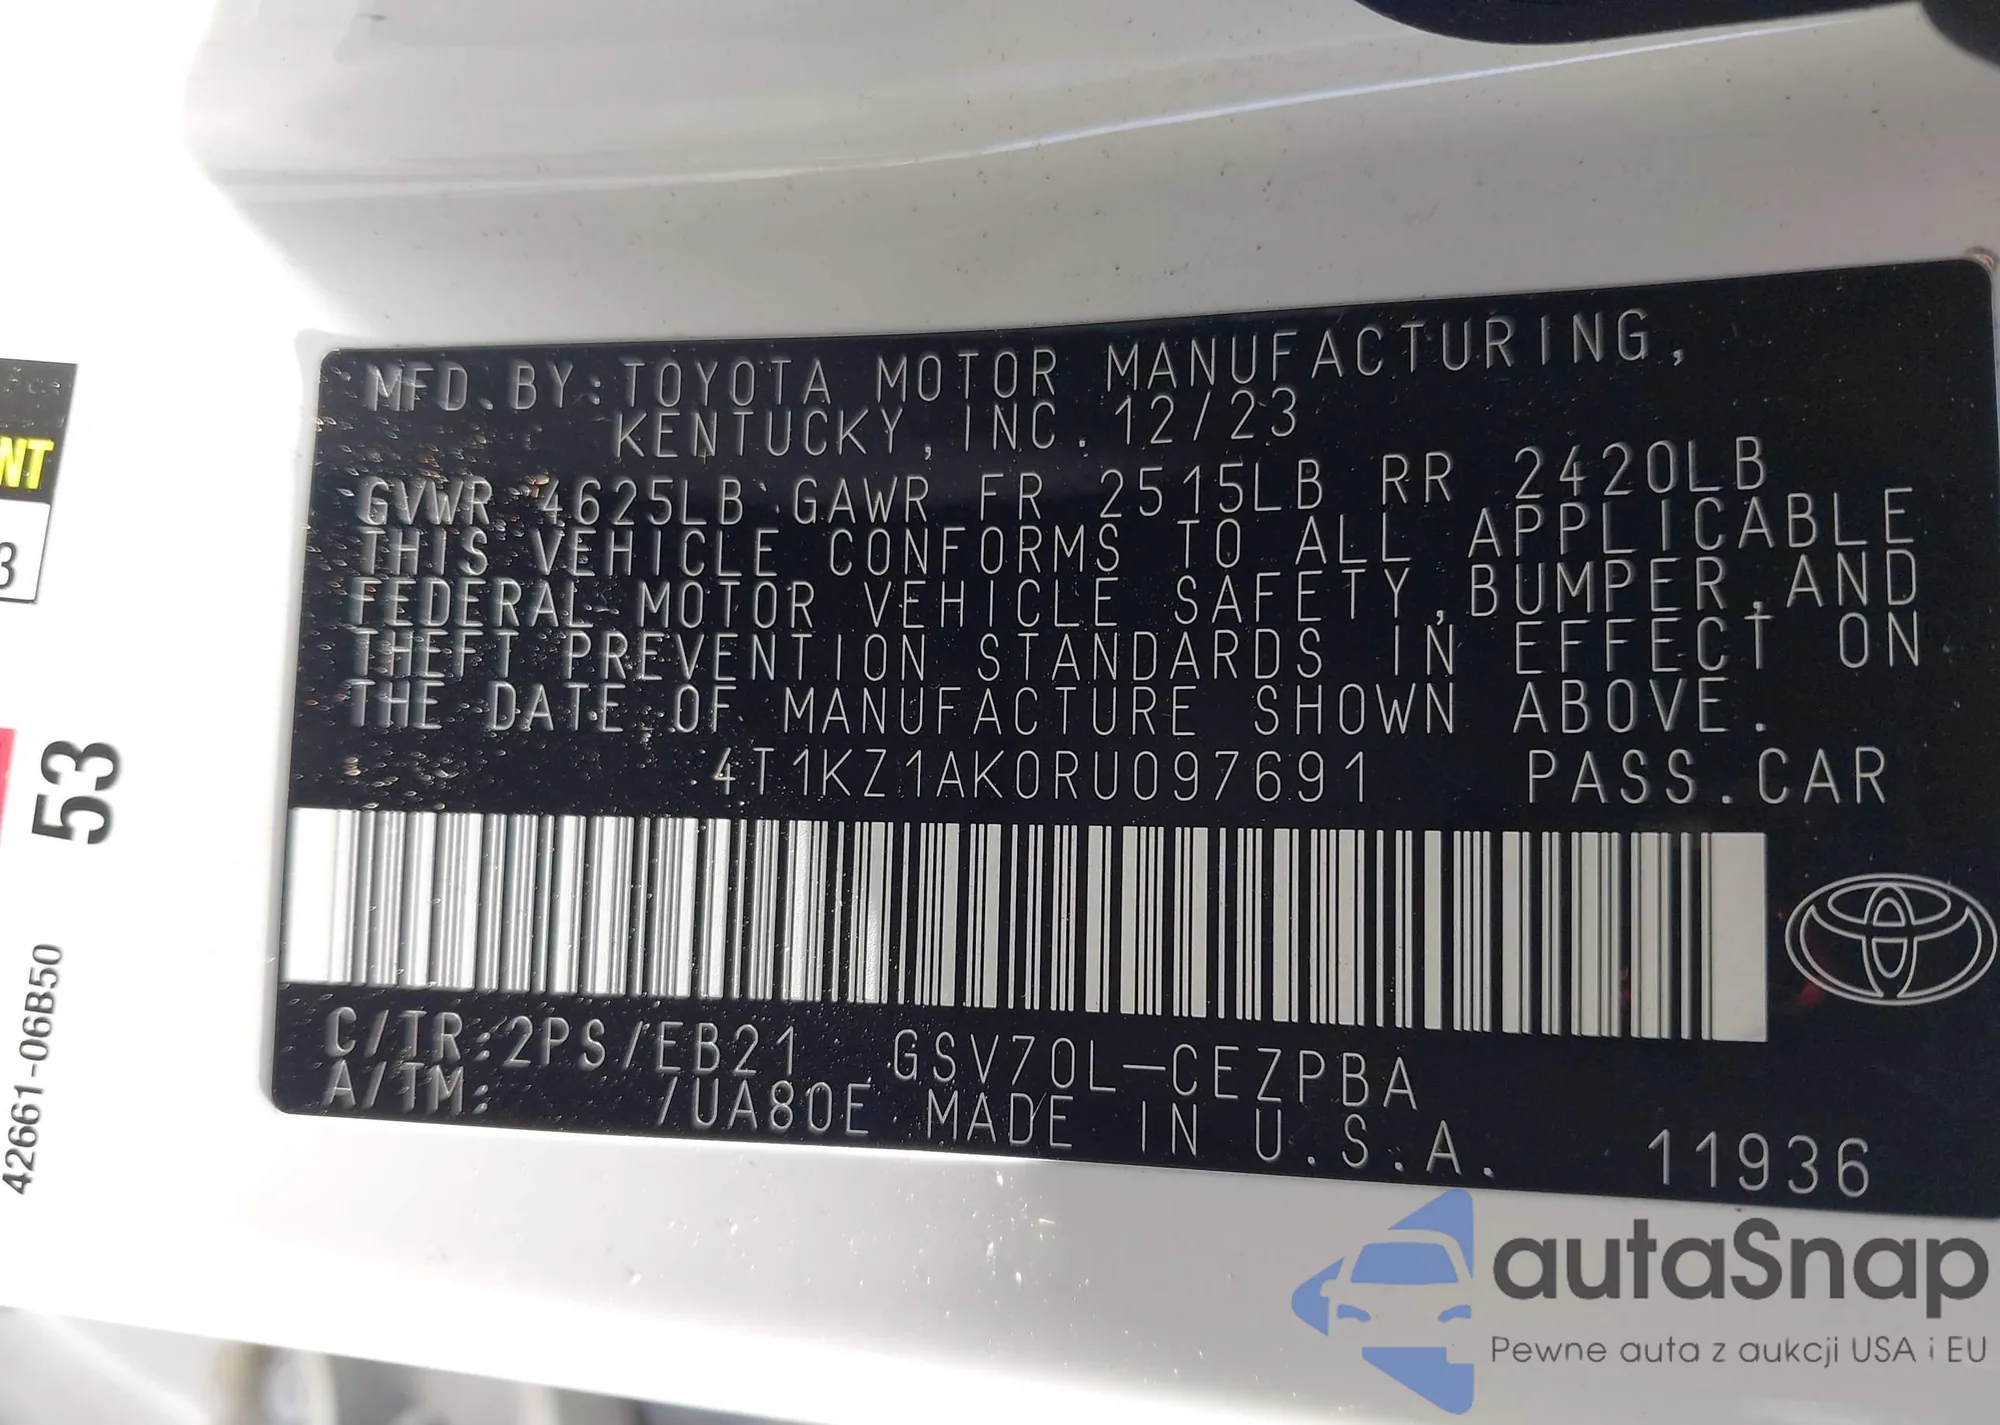 MFD. BY: TOYOTA MOTOR MANUFACTURING,
KENTUCKY, INC. 12/23
GVWR 4625LB GAWR FR 2515LB RR 2420LB
THIS VEHICLE CONFORMS TO ALL APPLICABLE
FEDERAL MOTOR VEHICLE SAFETY, BUMPER, AND
THEFT PREVENTION STANDARDS IN EFFECT ON
THE DATE OF MANUFACTURE SHOWN ABOVE.
4T1KZ1AK0RU097691 PASS. CAR
C/TR: 2PS/EB21 GSV70L-CEZPBA
A/TM: /UA80E MADE IN U.S.A.
11936
NT
3
53
42661-06B50
autaSnap
Pewne auta z aukcji USA i EU